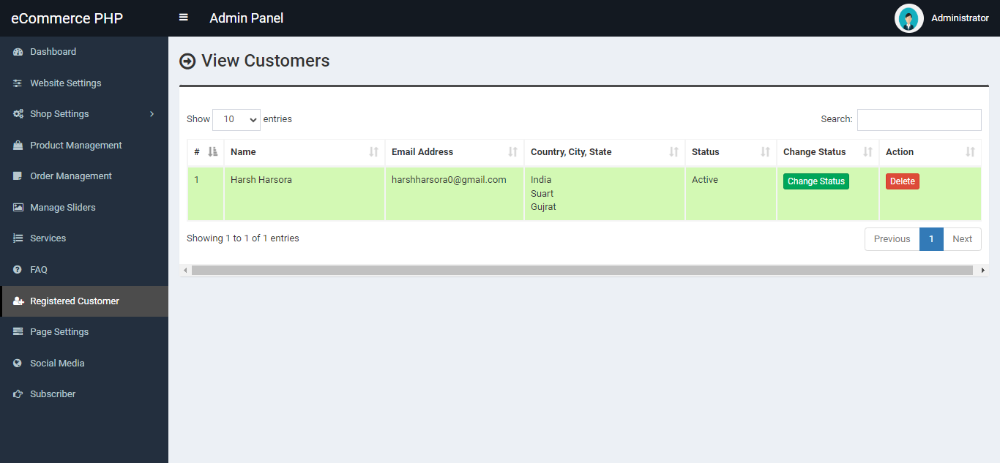 eCommerce PHP
Admin Panel
Administrator
Dashboard
Website Settings
Shop Settings
Product Management
Order Management
Manage Sliders
Services
FAQ
Registered Customer
Page Settings
Social Media
Subscriber
View Customers
Show 10 entries
Search:
# Name Email Address Country, City, State Status Change Status Action
1 Harsh Harsora harshharsora0@gmail.com India Active Change Status Delete
Suart
Gujrat
Showing 1 to 1 of 1 entries
Previous 1 Next